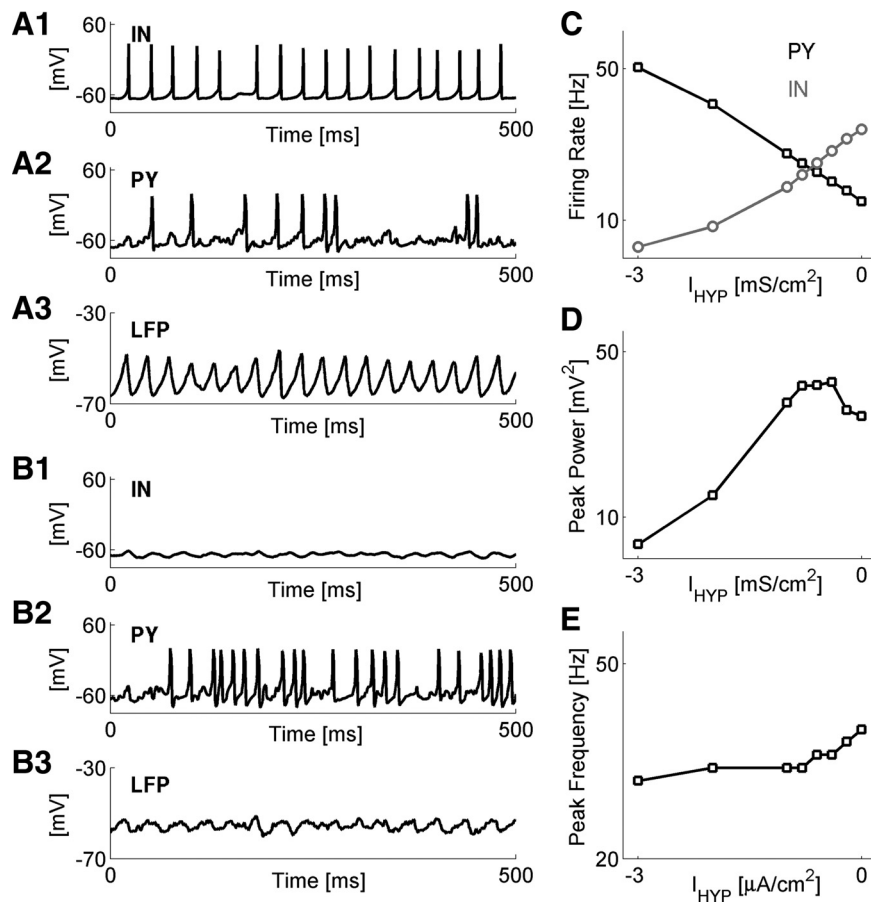 A1
IN
60
-60
[mV]
0
Time [ms]
500
A2
PY
60
-60
[mV]
0
Time [ms]
500
A3
LFP
-30
-70
[mV]
0
Time [ms]
500
B1
IN
60
-60
[mV]
0
Time [ms]
500
B2
PY
60
-60
[mV]
0
Time [ms]
500
B3
LFP
-30
-70
[mV]
0
Time [ms]
500
C
PY
IN
50
10
Firing Rate [Hz]
-3
0
I_HYP [mS/cm²]
D
50
10
Peak Power [mV²]
-3
0
I_HYP [mS/cm²]
E
50
20
Peak Frequency [Hz]
-3
0
I_HYP [µA/cm²]